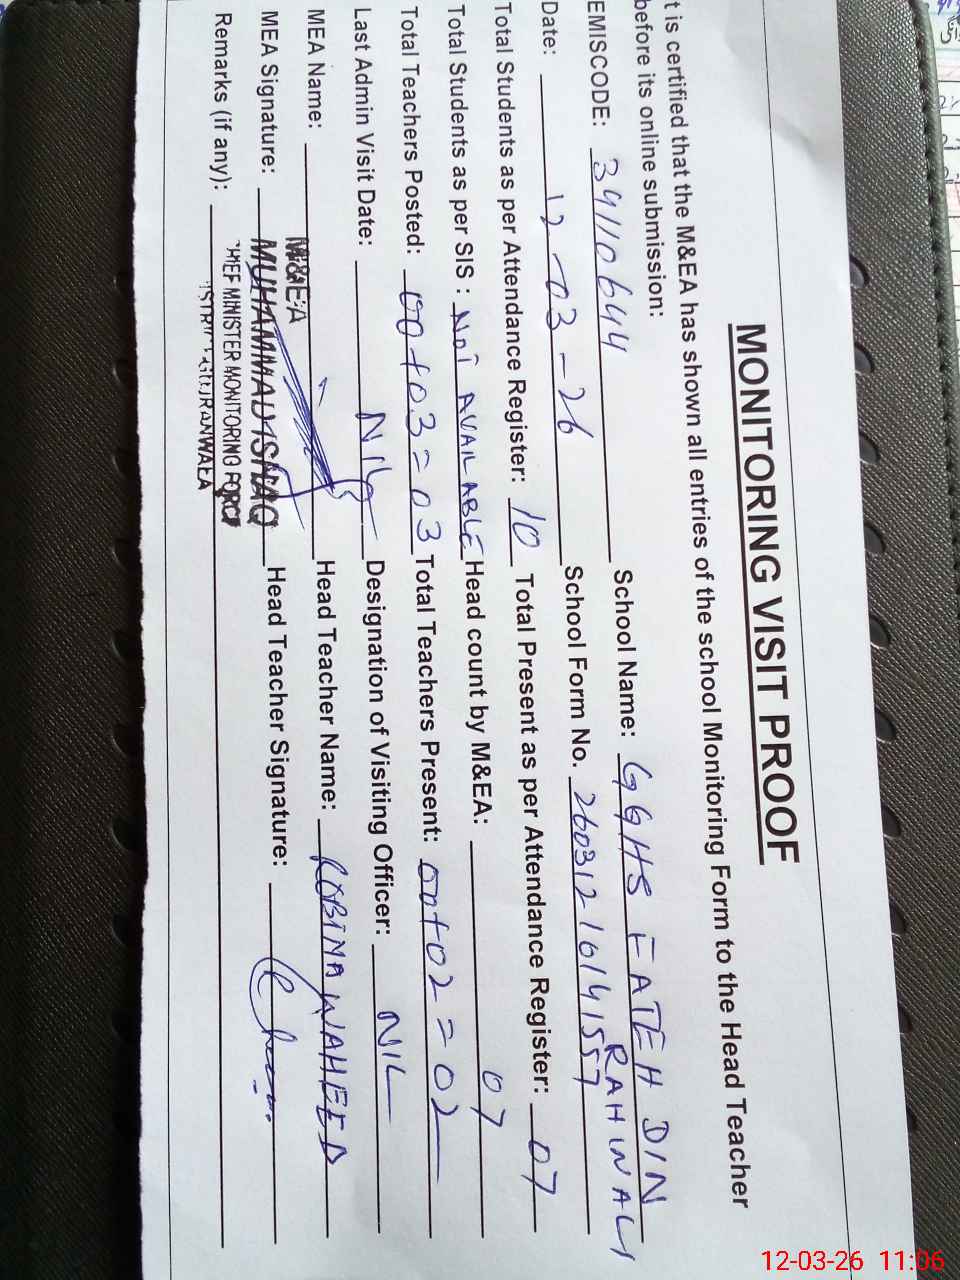 MONITORING VISIT PROOF
t is certified that the M&EA has shown all entries of the school Monitoring Form to the Head Teacher
before its online submission:
EMISCODE: 34110644 School Name: GGHS FATEH DIN
RAHWALI
Date: 12-03-26 School Form No. 26031210141557
Total Students as per Attendance Register: 10 Total Present as per Attendance Register: 07
Total Students as per SIS : NOT AVAILABLE Head count by M&EA: 07
Total Teachers Posted: 00+03=03 Total Teachers Present: 00+02=02
Last Admin Visit Date: NIL Designation of Visiting Officer: NIL
MEA Name: Head Teacher Name: ROBINA WAHEED
M&EA
MEA Signature: MUHAMMAD ISHAQ Head Teacher Signature:
CHIEF MINISTER MONITORING FORCE
Remarks (if any):
DISTRICT GUJRANWALA
12-03-26 11:06